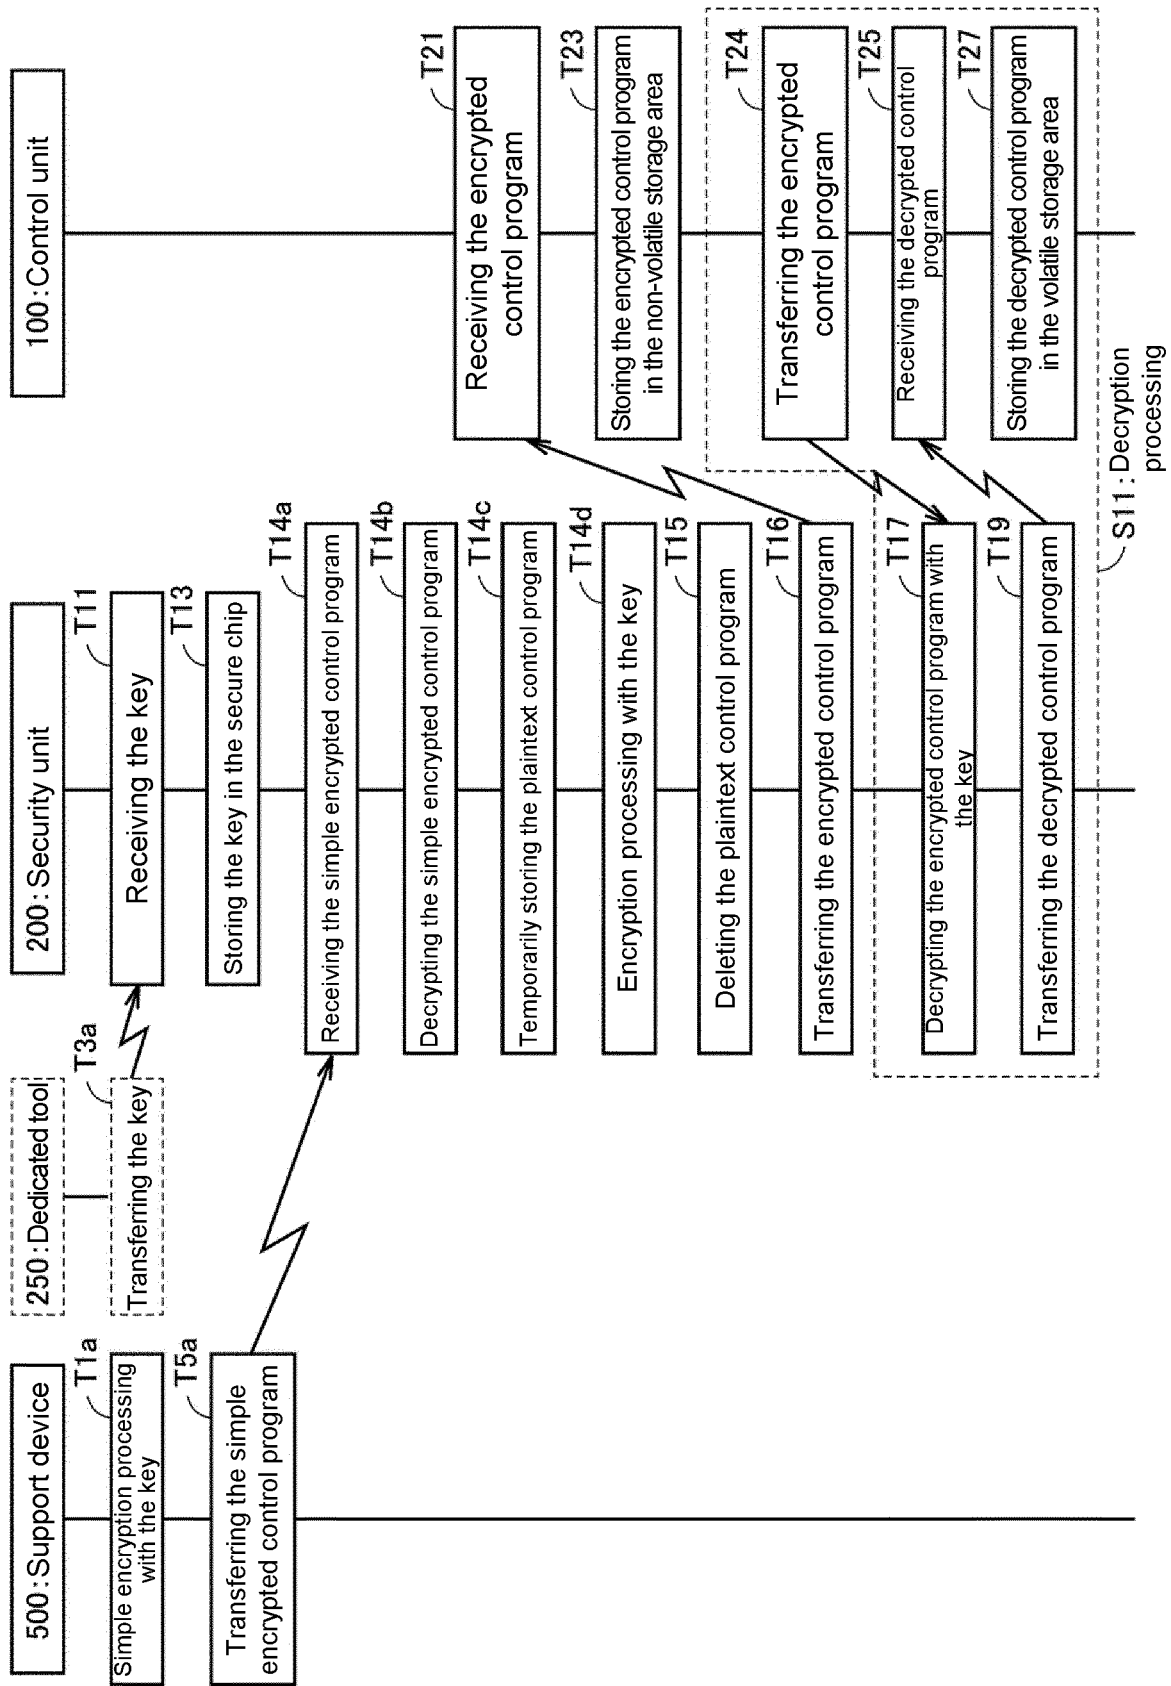 500:Support device
T1a
Simple encryption processing
with the key
T5a
Transferring the simple
encrypted control program
250:Dedicated tool
T3a
Transferring the key
200:Security unit
T11
Receiving the key
T13
Storing the key in the secure chip
T14a
Receiving the simple encrypted control program
T14b
Decrypting the simple encrypted control program
T14c
Temporarily storing the plaintext control program
T14d
Encryption processing with the key
T15
Deleting the plaintext control program
T16
Transferring the encrypted control program
T17
Decrypting the encrypted control program with
the key
T19
Transferring the decrypted control program
100:Control unit
T21
Receiving the encrypted
control program
T23
Storing the encrypted control program
in the non-volatile storage area
T24
Transferring the encrypted
control program
T25
Receiving the decrypted control
program
T27
Storing the decrypted control program
in the volatile storage area
S11:Decryption
processing